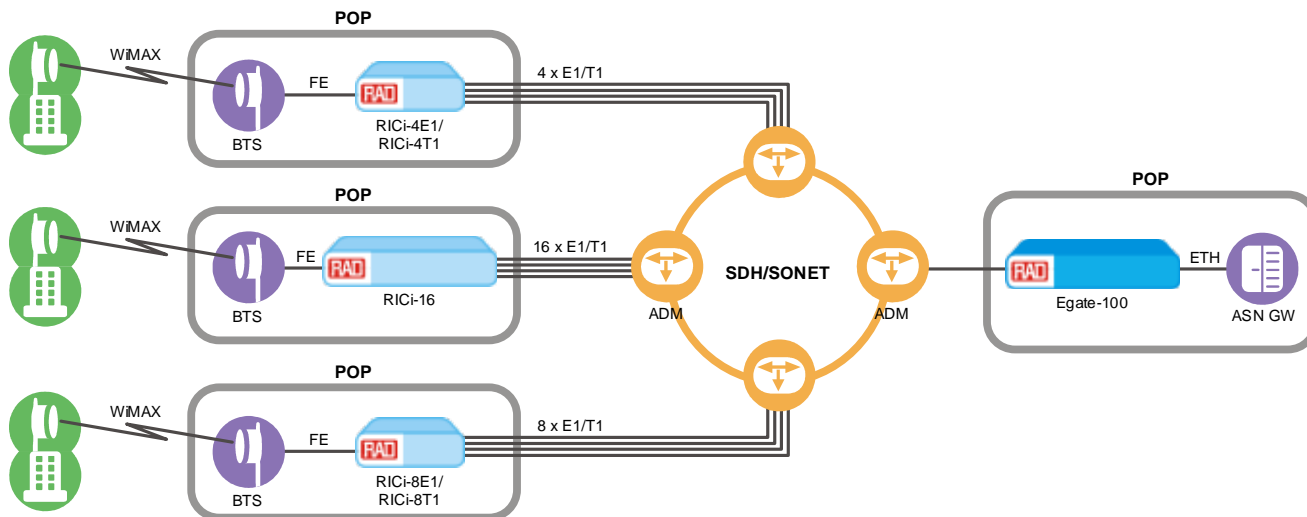 POP
WiMAX
FE
RAD
4 x E1/T1
BTS
RICi-4E1/
RICi-4T1
POP
WiMAX
FE
RAD
16 x E1/T1
BTS
RICi-16
POP
WiMAX
FE
RAD
8 x E1/T1
BTS
RICi-8E1/
RICi-8T1
SDH/SONET
ADM
ADM
POP
RAD
ETH
Egate-100
ASN GW